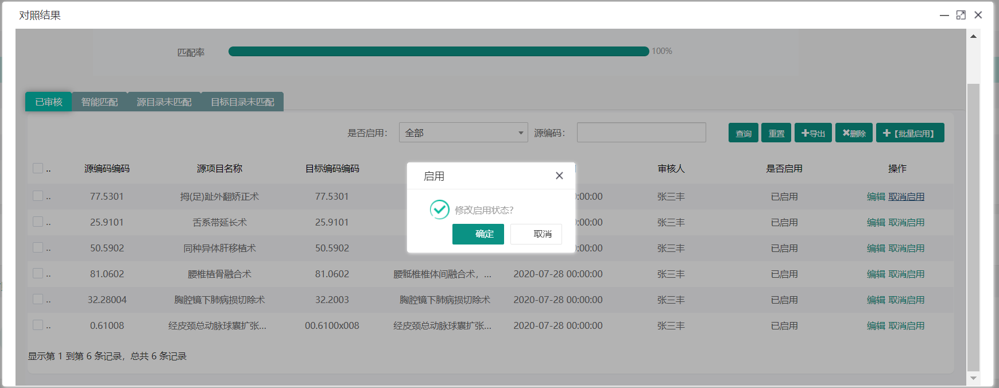 对照结果
匹配率 100%
已审核 智能匹配 源目录未匹配 目标目录未匹配
是否启用： 全部 源编码： 查询 重置 导出 删除 【批量启用】
.. 源编码编码 源项目名称 目标编码编码 审核人 是否启用 操作
.. 77.5301 拇(足)趾外翻矫正术 77.5301 :00:00 张三丰 已启用 编辑 取消启用
.. 25.9101 舌系带延长术 25.9101 张三丰 已启用 编辑 取消启用
.. 50.5902 同种异体肝移植术 50.5902 :00:00 张三丰 已启用 编辑 取消启用
.. 81.0602 腰椎植骨融合术 81.0602 腰骶椎椎体间融合术，... 2020-07-28 00:00:00 张三丰 已启用 编辑 取消启用
.. 32.28004 胸腔镜下肺病损切除术 32.2003 胸腔镜下肺病损切除术 2020-07-28 00:00:00 张三丰 已启用 编辑 取消启用
.. 0.61008 经皮颈总动脉球囊扩张... 00.6100x008 经皮颈总动脉球囊扩张... 2020-07-28 00:00:00 张三丰 已启用 编辑 取消启用
显示第 1 到第 6 条记录，总共 6 条记录
启用
修改启用状态?
确定 取消